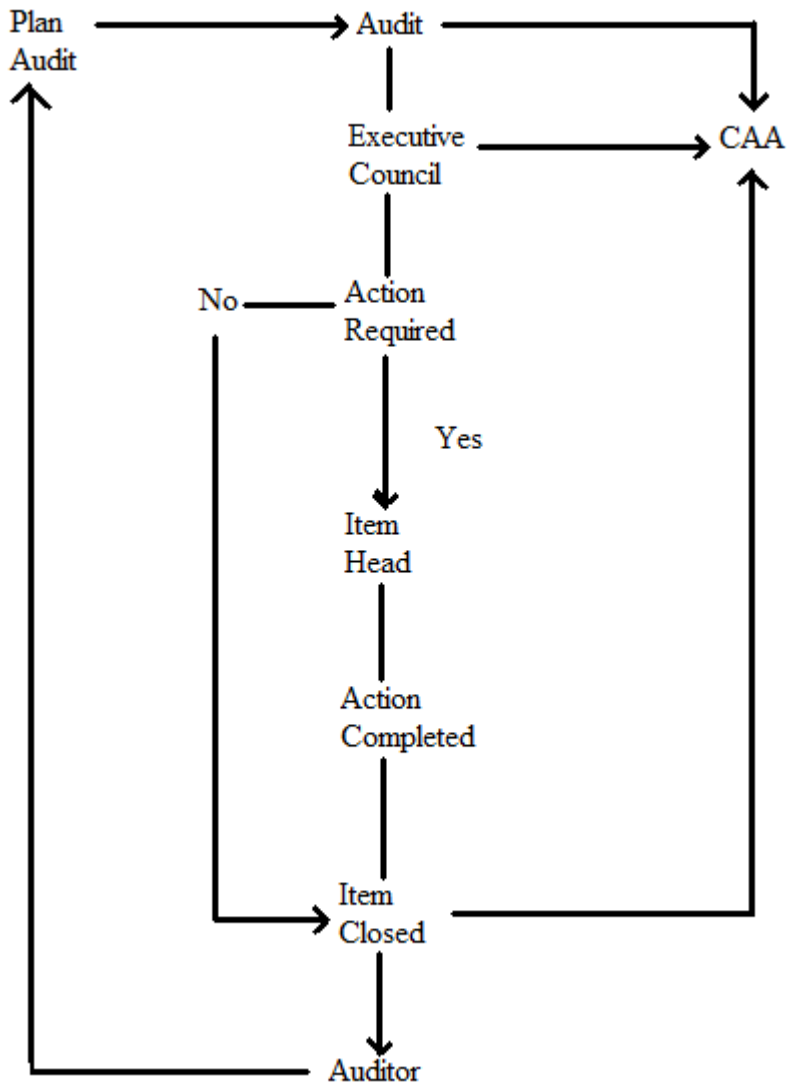 Plan
Audit
Audit
Executive
Council
CAA
No
Action
Required
Yes
Item
Head
Action
Completed
Item
Closed
Auditor